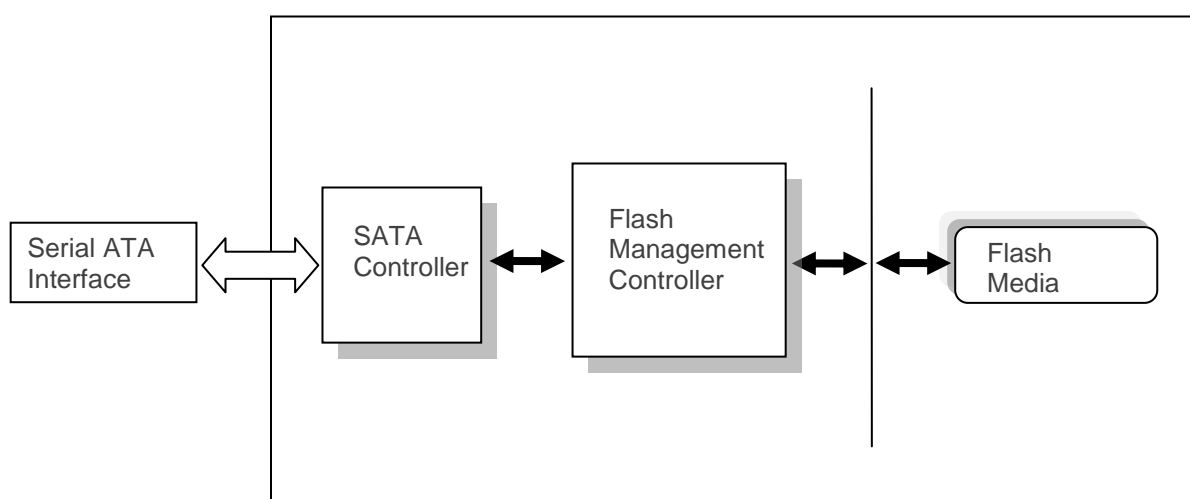 Serial ATA
Interface
SATA
Controller
Flash
Management
Controller
Flash
Media